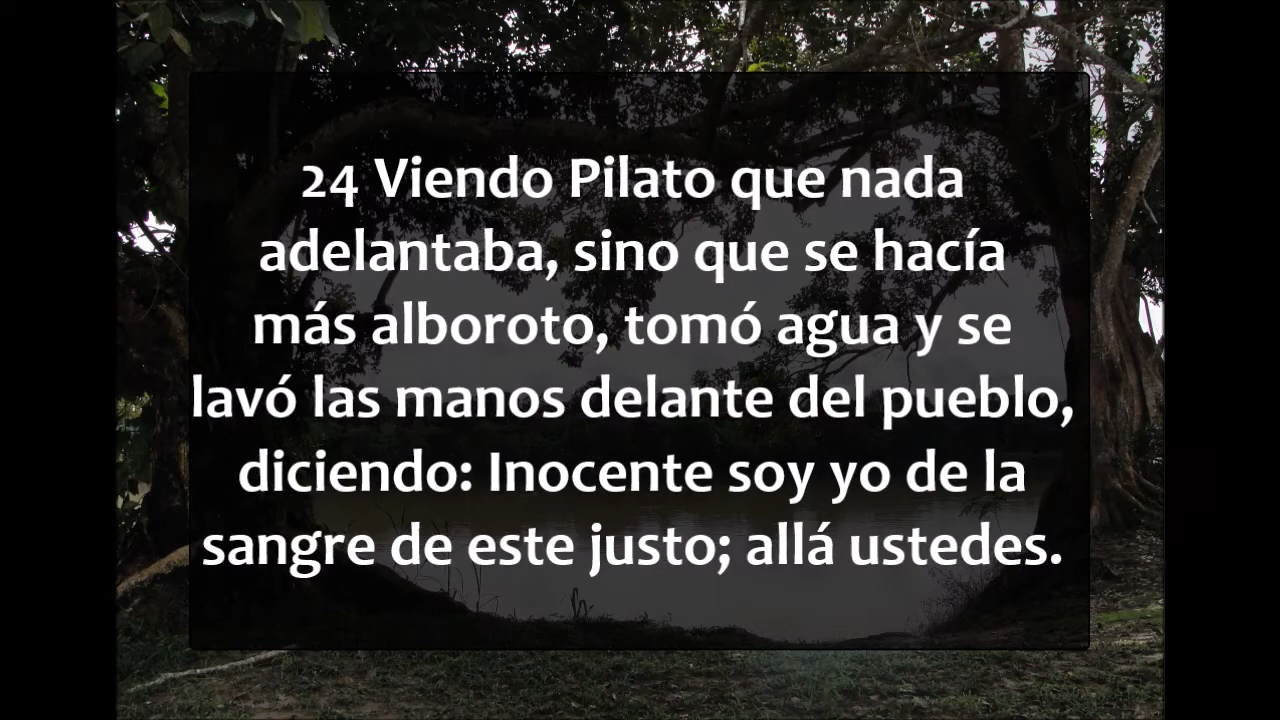 24 Viendo Pilato que nada
adelantaba, sino que se hacía
más alboroto, tomó agua y se
lavó las manos delante del pueblo,
diciendo: Inocente soy yo de la
sangre de este justo; allá ustedes.